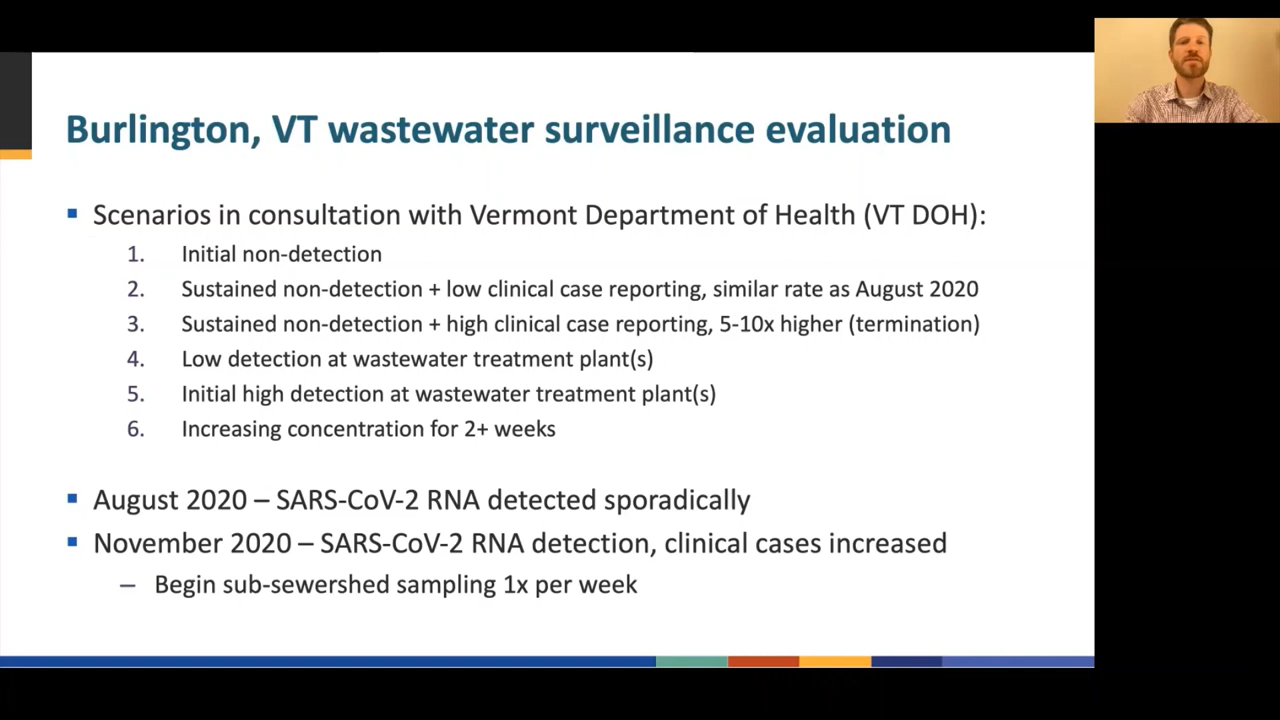 Burlington, VT wastewater surveillance evaluation
▪ Scenarios in consultation with Vermont Department of Health (VT DOH):
1. Initial non-detection
2. Sustained non-detection + low clinical case reporting, similar rate as August 2020
3. Sustained non-detection + high clinical case reporting, 5-10x higher (termination)
4. Low detection at wastewater treatment plant(s)
5. Initial high detection at wastewater treatment plant(s)
6. Increasing concentration for 2+ weeks
▪ August 2020 – SARS-CoV-2 RNA detected sporadically
▪ November 2020 – SARS-CoV-2 RNA detection, clinical cases increased
– Begin sub-sewershed sampling 1x per week